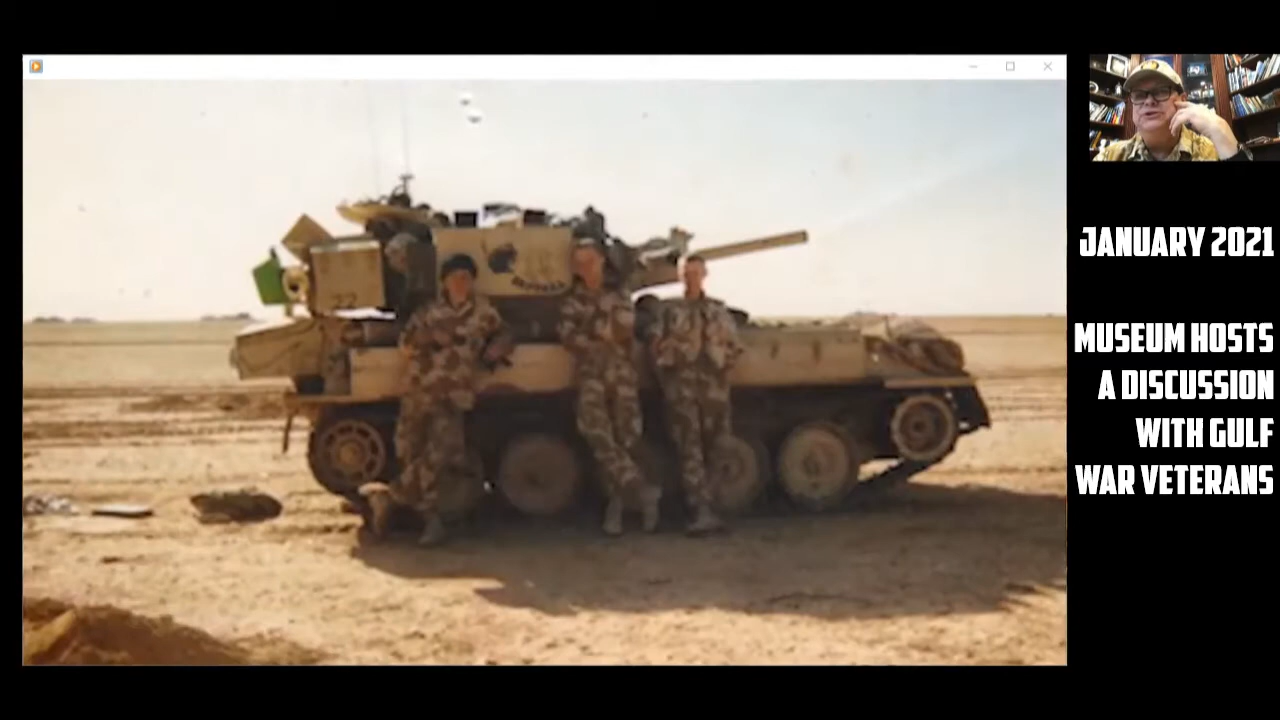 JANUARY 2021
MUSEUM HOSTS
A DISCUSSION
WITH GULF
WAR VETERANS
22